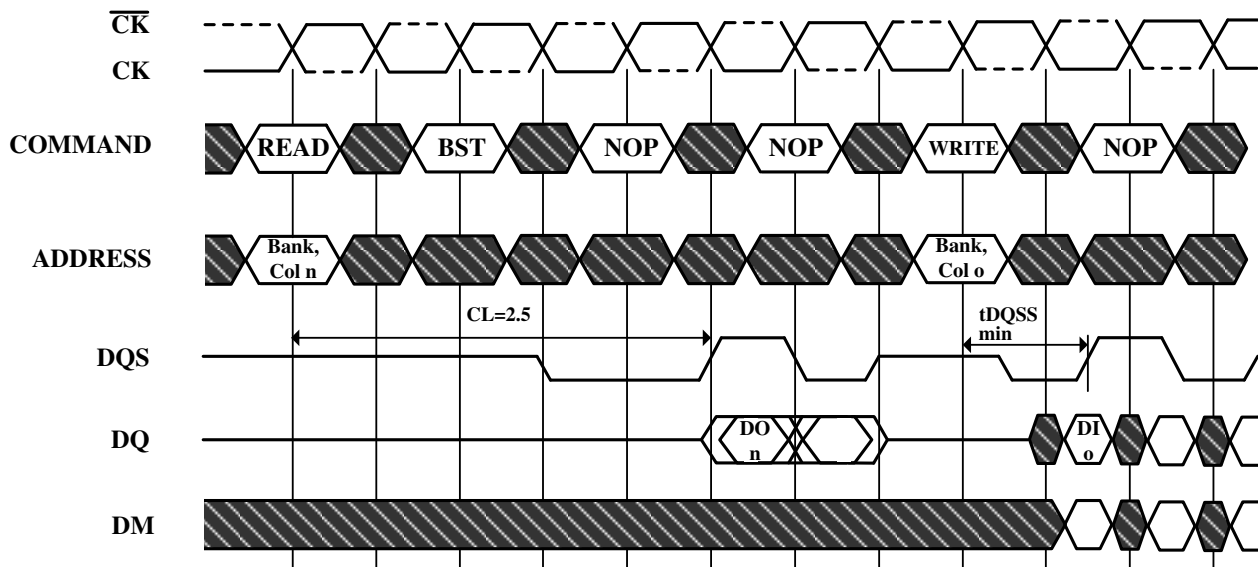 CK
CK
COMMAND
READ
BST
NOP
NOP
WRITE
NOP
ADDRESS
Bank,
Col n
Bank,
Col o
CL=2.5
tDQSS
min
DQS
DQ
DO
n
DI
o
DM